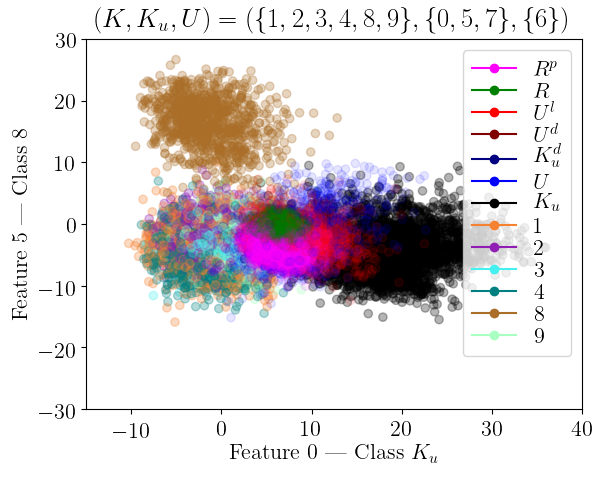 (K, K_u, U) = ({1, 2, 3, 4, 8, 9}, {0, 5, 7}, {6})
30
20
10
0
−10
−20
−30
Feature 5 — Class 8
R^p
R
U^l
U^d
K_u^d
U
K_u
1
2
3
4
8
9
−10 0 10 20 30 40
Feature 0 — Class K_u